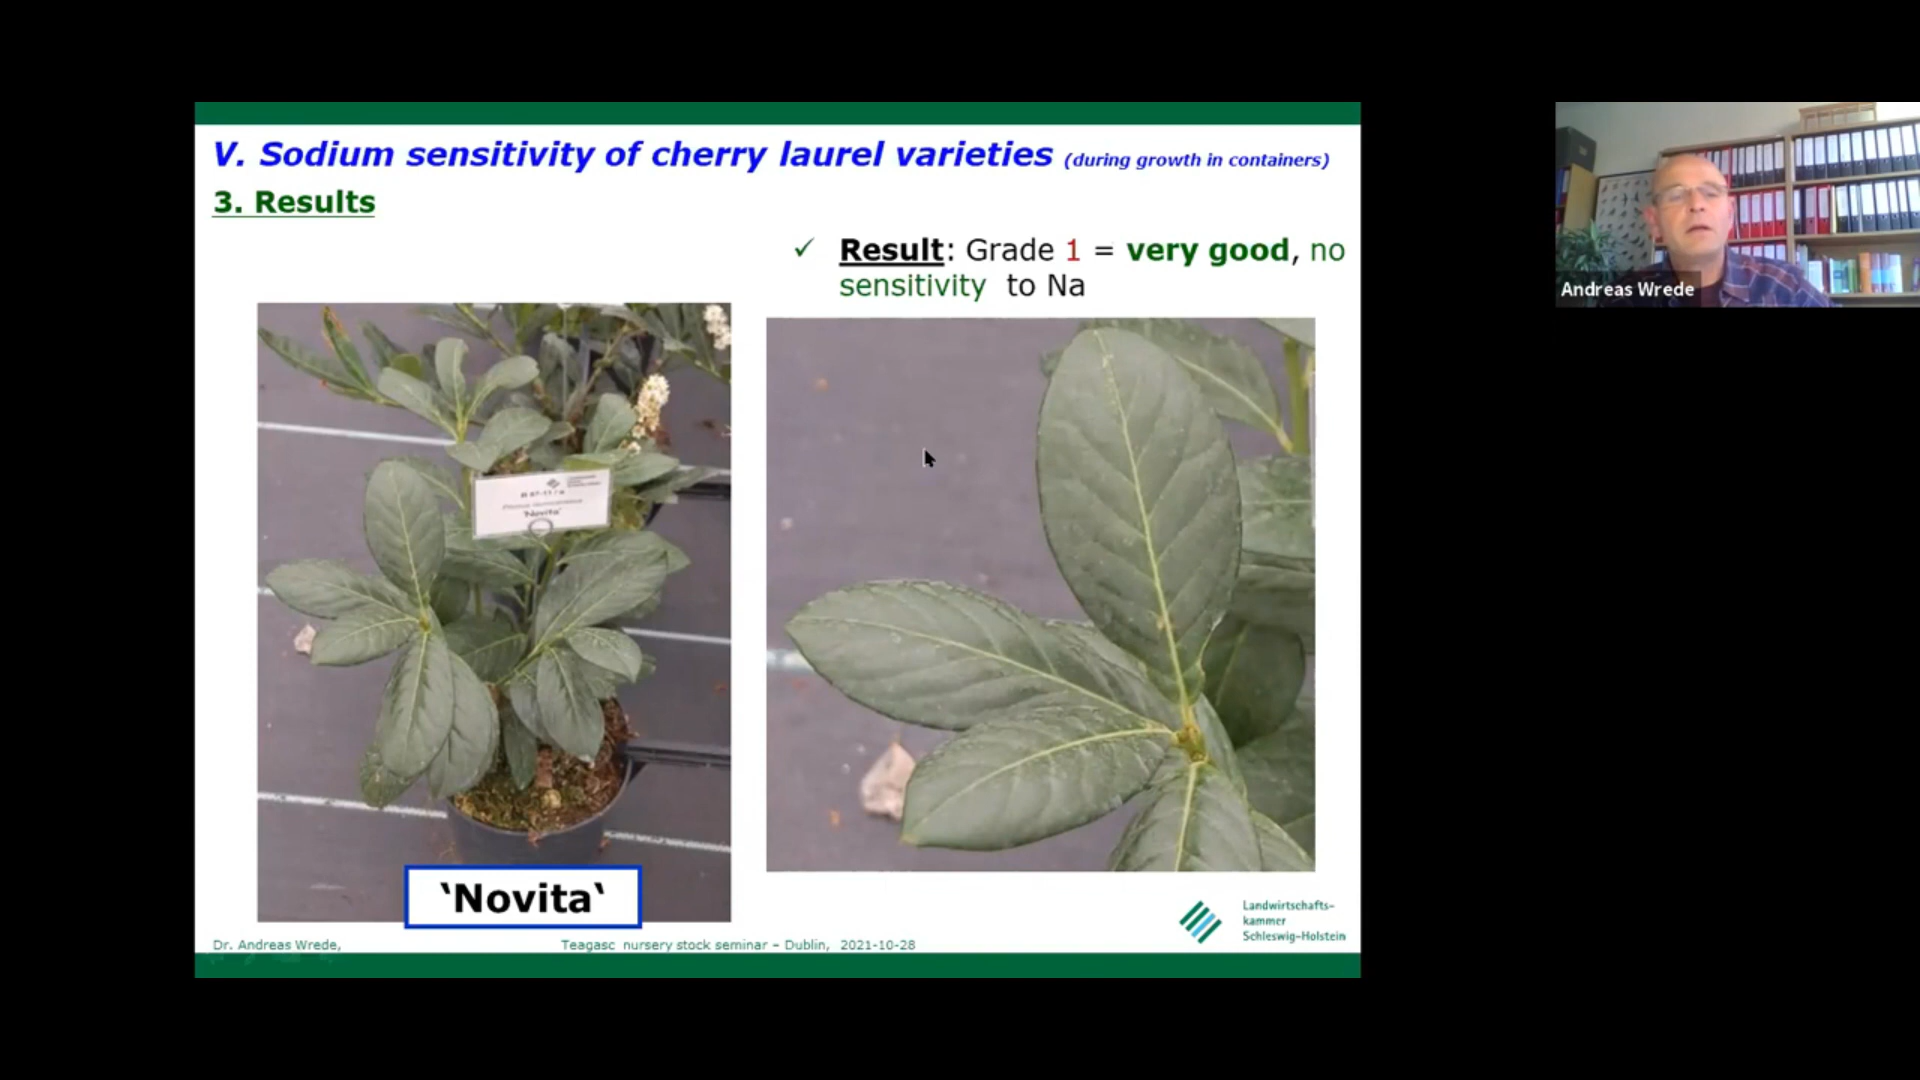 V. Sodium sensitivity of cherry laurel varieties (during growth in containers)
3. Results
✓ Result: Grade 1 = very good, no
sensitivity to Na
'Novita'
‛Novita‛
Landwirtschafts-
kammer
Schleswig-Holstein
Dr. Andreas Wrede,
Teagasc nursery stock seminar – Dublin, 2021-10-28
Andreas Wrede